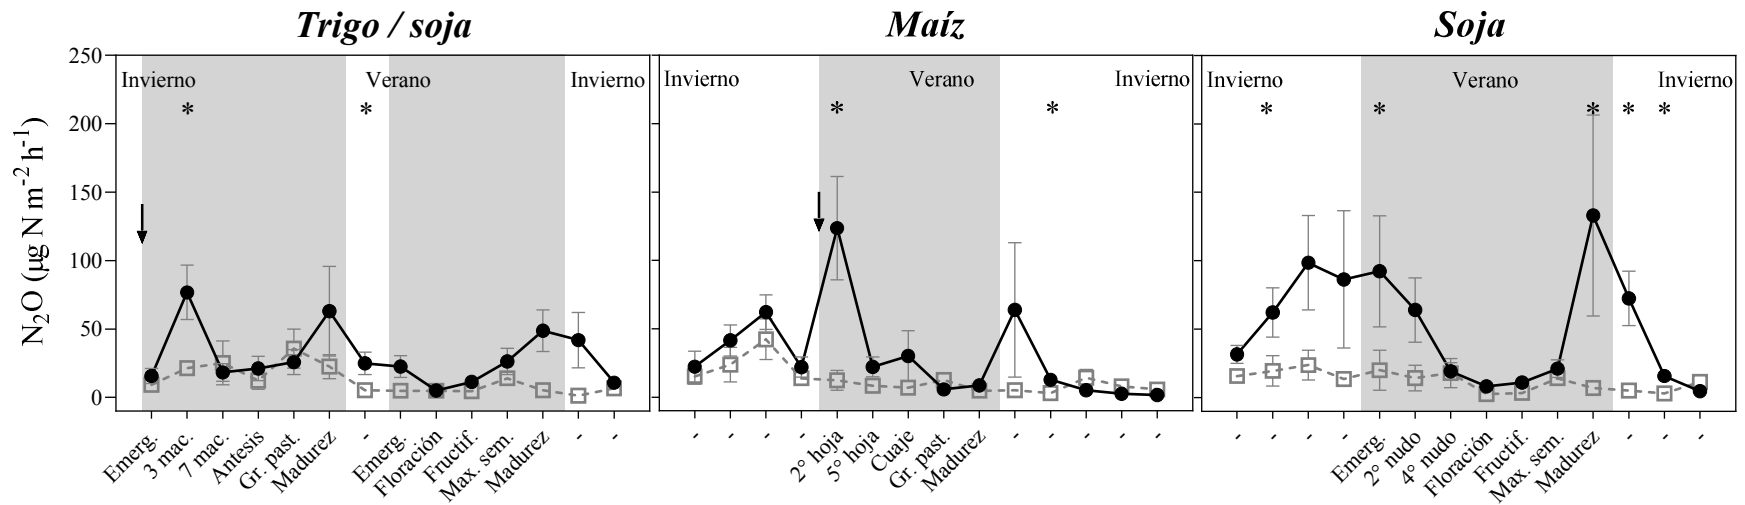 Trigo / soja
Maíz
Soja
N₂O (µg N m⁻² h⁻¹)
250
200
150
100
50
0
Invierno
Verano
Invierno
*
*
Invierno
Verano
Invierno
*
*
Invierno
Verano
Invierno
*
*
*
*
*
Emerg.
3 mac.
7 mac.
Antesis
Gr. past.
Madurez
-
Emerg.
Floración
Fructif.
Max. sem.
Madurez
-
-
-
-
-
-
2° hoja
5° hoja
Cuaje
Gr. past.
Madurez
-
-
-
-
-
-
-
-
-
Emerg.
2° nudo
4° nudo
Floración
Fructif.
Max. sem.
Madurez
-
-
-